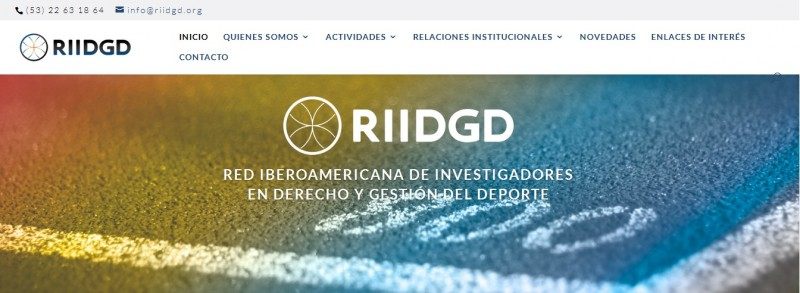 (53) 22 63 18 64 info@riidgd.org
RIIDGD
INICIO QUIENES SOMOS ACTIVIDADES RELACIONES INSTITUCIONALES NOVEDADES ENLACES DE INTERÉS
CONTACTO
RIIDGD
RED IBEROAMERICANA DE INVESTIGADORES
EN DERECHO Y GESTIÓN DEL DEPORTE
300